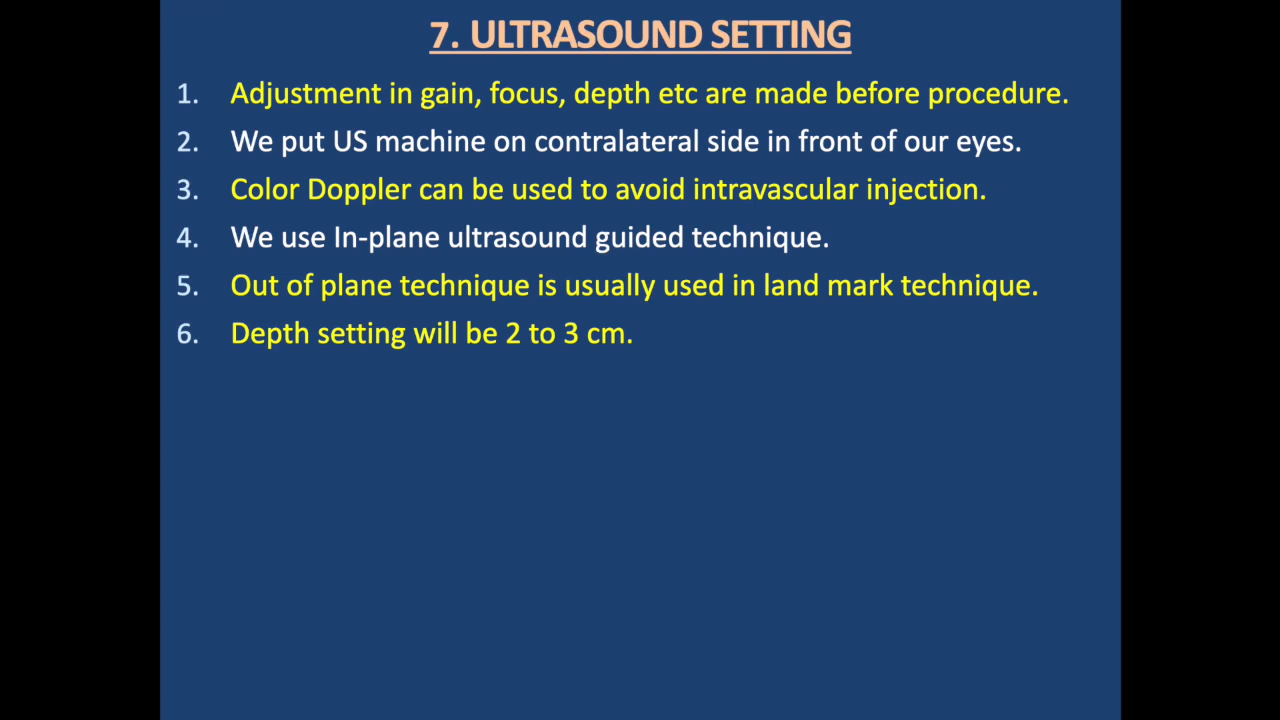 7. ULTRASOUND SETTING
1. Adjustment in gain, focus, depth etc are made before procedure.
2. We put US machine on contralateral side in front of our eyes.
3. Color Doppler can be used to avoid intravascular injection.
4. We use In-plane ultrasound guided technique.
5. Out of plane technique is usually used in land mark technique.
6. Depth setting will be 2 to 3 cm.